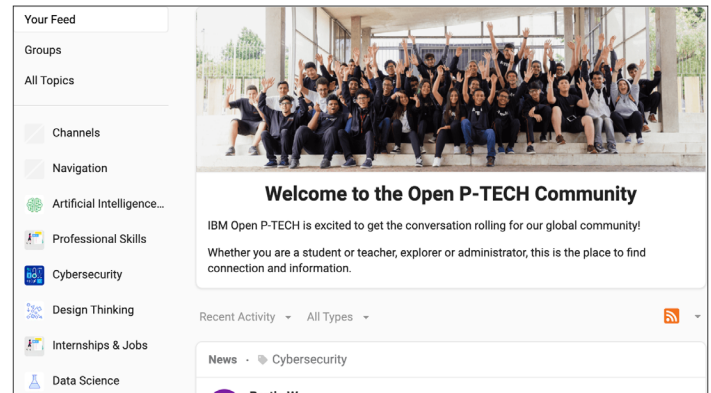 Your Feed
Groups
All Topics
Channels
Navigation
Artificial Intelligence...
Professional Skills
Cybersecurity
Design Thinking
Internships & Jobs
Data Science
Welcome to the Open P-TECH Community
IBM Open P-TECH is excited to get the conversation rolling for our global community!
Whether you are a student or teacher, explorer or administrator, this is the place to find
connection and information.
Recent Activity All Types
News · Cybersecurity